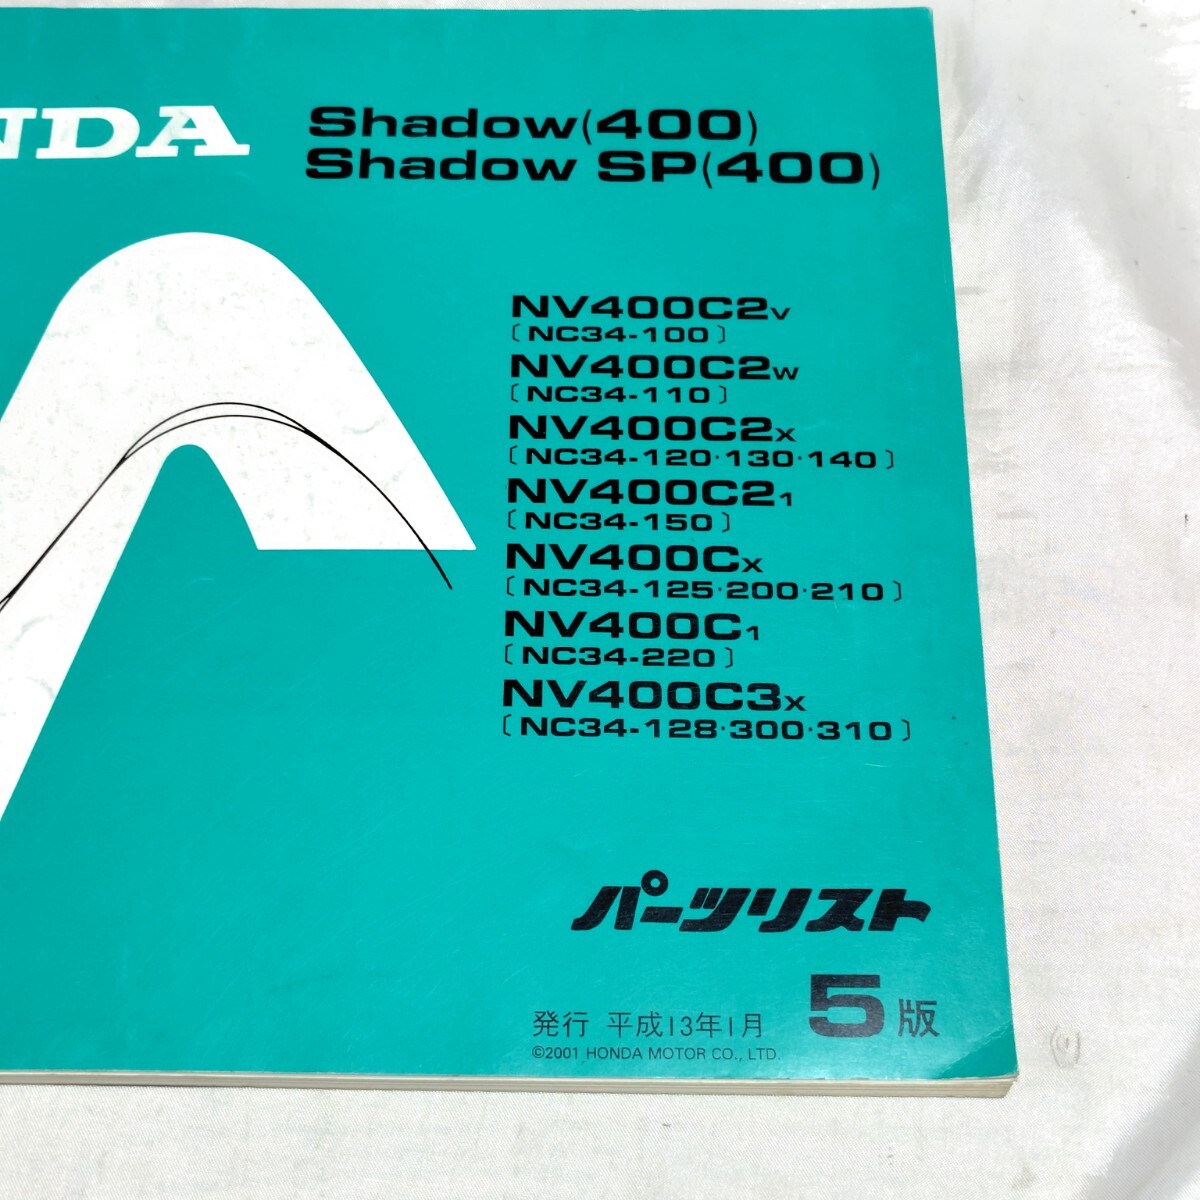 NDA
Shadow(400)
Shadow SP(400)
NV400C2V
〔NC34-100〕
NV400C2W
〔NC34-110〕
NV400C2X
〔NC34-120·130·140〕
NV400C21
〔NC34-150〕
NV400CX
〔NC34-125·200·210〕
NV400C1
〔NC34-220〕
NV400C3X
〔NC34-128·300·310〕
パーツリスト
発行 平成13年1月 5版
©2001 HONDA MOTOR CO., LTD.